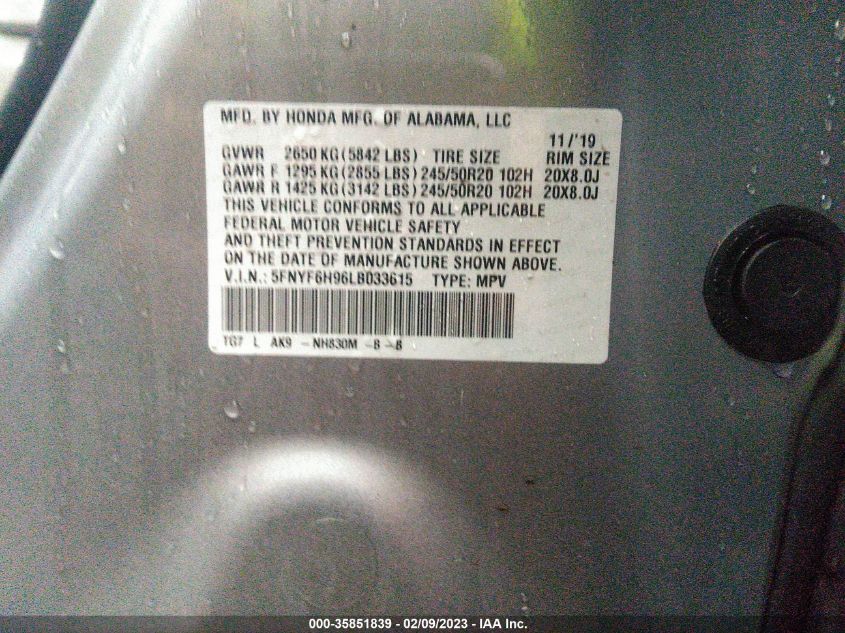 MFD. BY HONDA MFG. OF ALABAMA, LLC
11/'19
GVWR 2650 KG (5842 LBS) TIRE SIZE RIM SIZE
GAWR F 1295 KG (2855 LBS) 245/50R20 102H 20X8.0J
GAWR R 1425 KG (3142 LBS) 245/50R20 102H 20X8.0J
THIS VEHICLE CONFORMS TO ALL APPLICABLE
FEDERAL MOTOR VEHICLE SAFETY
AND THEFT PREVENTION STANDARDS IN EFFECT
ON THE DATE OF MANUFACTURE SHOWN ABOVE.
V.I.N.: 5FNYF6H96LB033615 TYPE: MPV
TG7 L AK9 -NH830M -B -B
000-35851839 - 02/09/2023 - IAA Inc.